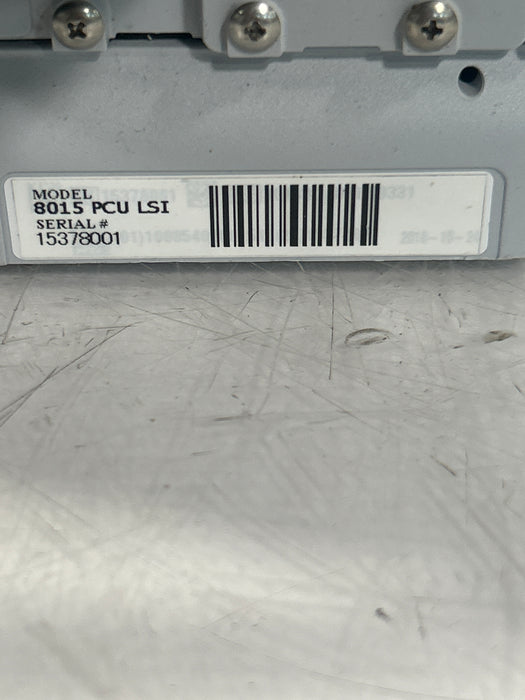 MODEL
8015 PCU LSI
SERIAL #
15378001